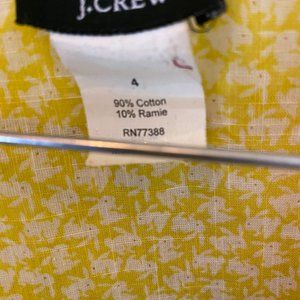 J.CREW
4
90% Cotton
10% Ramie
RN77388